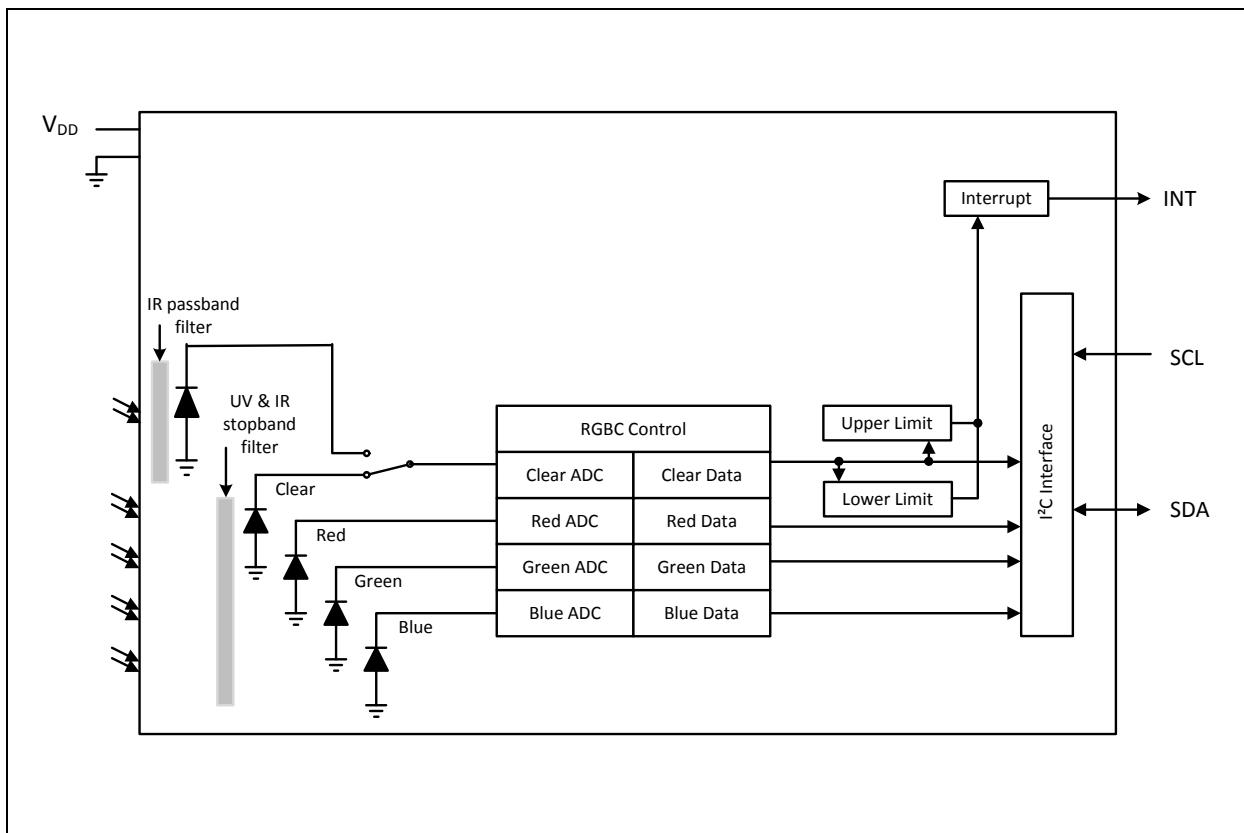 V_DD
Interrupt
INT
IR passband
filter
SCL
UV & IR
stopband
filter
Upper Limit
RGBC Control
Clear
Clear ADC
Clear Data
Lower Limit
I²C Interface
SDA
Red
Red ADC
Red Data
Green
Green ADC
Green Data
Blue
Blue ADC
Blue Data